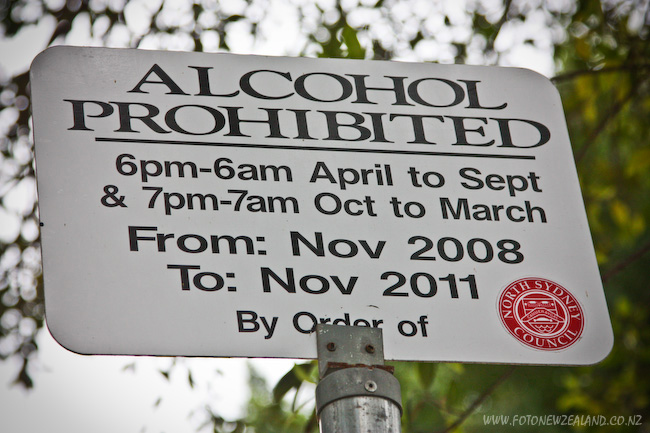 ALCOHOL
PROHIBITED
6pm-6am April to Sept
& 7pm-7am Oct to March
From: Nov 2008
To: Nov 2011
By Order of
NORTH SYDNEY
COUNCIL
WWW.FOTONEWZEALAND.CO.NZ